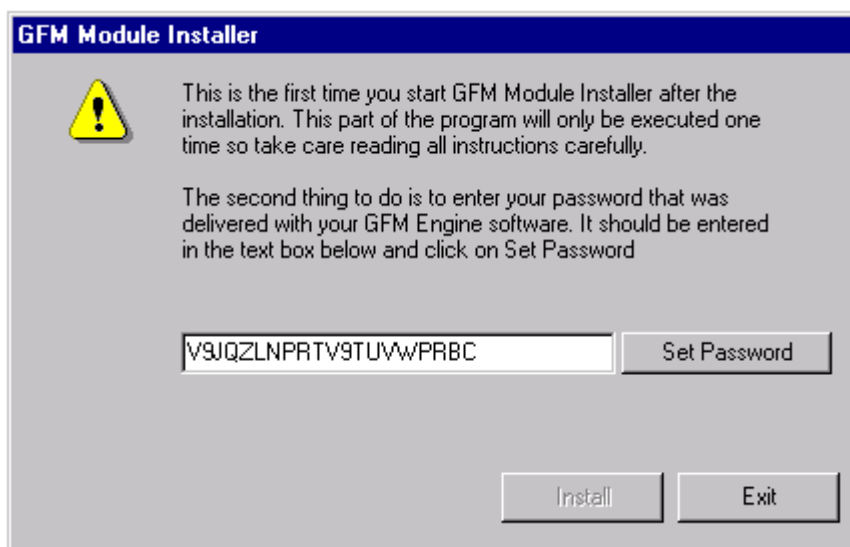 GFM Module Installer
This is the first time you start GFM Module Installer after the
installation. This part of the program will only be executed one
time so take care reading all instructions carefully.
The second thing to do is to enter your password that was
delivered with your GFM Engine software. It should be entered
in the text box below and click on Set Password
V9JQZLNPRTV9TUVWPRBC
Set Password
Install
Exit